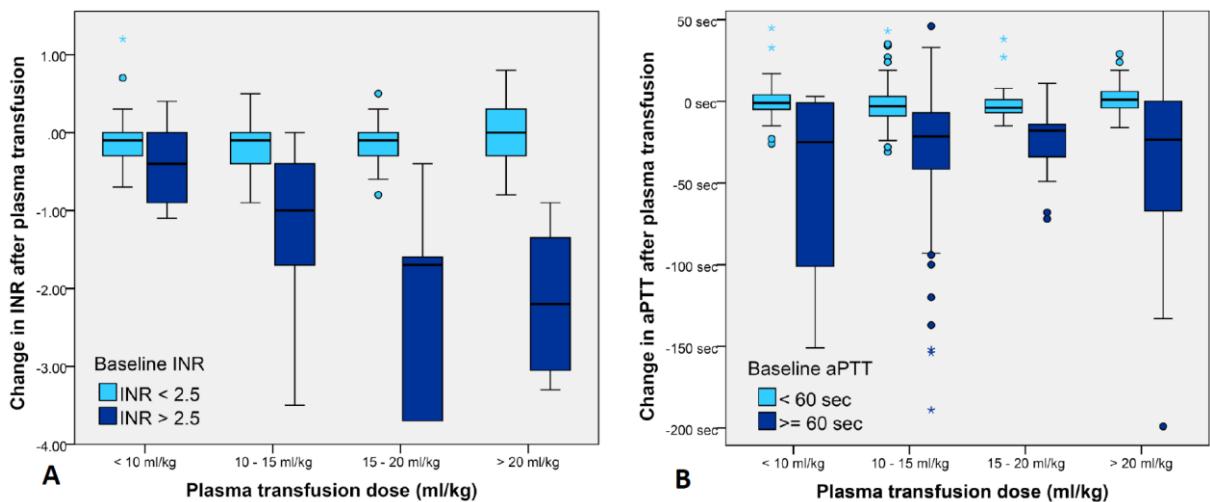 Change in INR after plasma transfusion
1.00
.00
-1.00
-2.00
-3.00
-4.00
Baseline INR
INR < 2.5
INR > 2.5
A
< 10 ml/kg
10 - 15 ml/kg
15 - 20 ml/kg
> 20 ml/kg
Plasma transfusion dose (ml/kg)
Change in aPTT after plasma transfusion
50 sec
0 sec
-50 sec
-100 sec
-150 sec
-200 sec
Baseline aPTT
< 60 sec
>= 60 sec
B
< 10 ml/kg
10 - 15 ml/kg
15 - 20 ml/kg
> 20 ml/kg
Plasma transfusion dose (ml/kg)